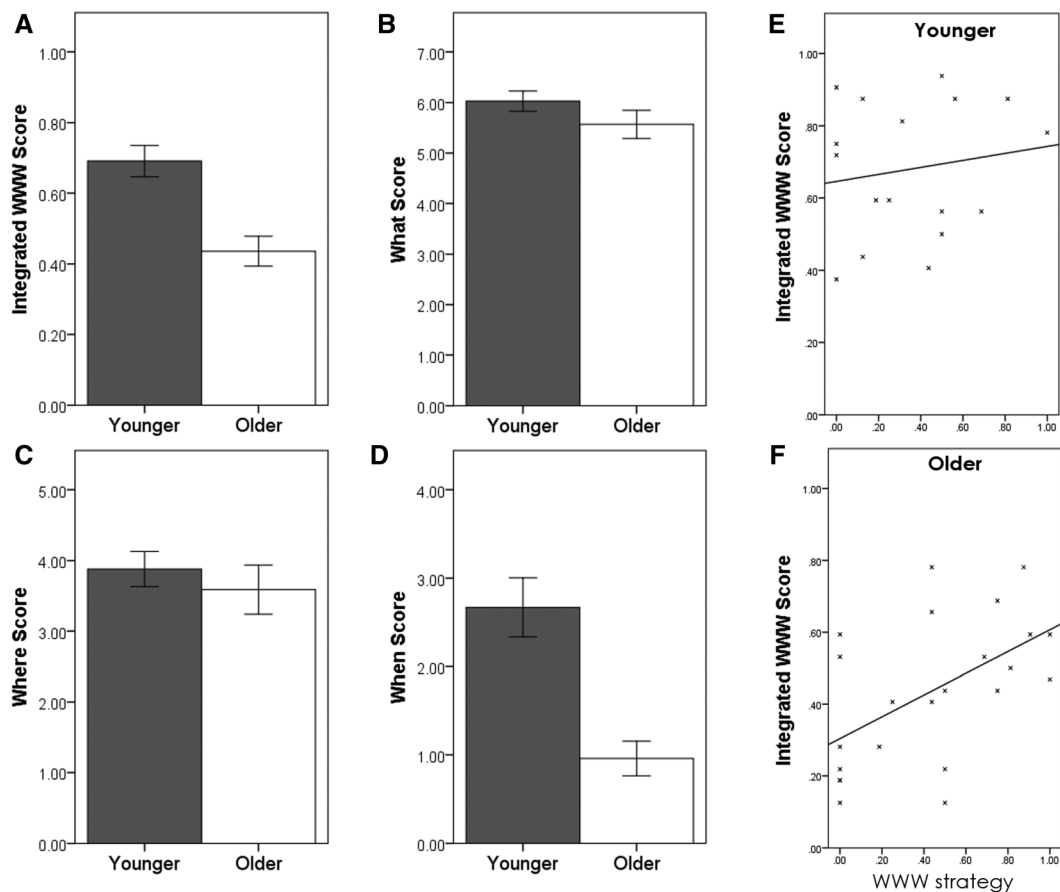 A
1.00
0.80
0.60
0.40
0.20
0.00
Integrated WWW Score
Younger Older
B
7.00
6.00
5.00
4.00
3.00
2.00
1.00
0.00
What Score
Younger Older
E
Younger
1.00
.80
.60
.40
.20
.00
Integrated WWW Score
.00 .20 .40 .60 .80 1.00
C
5.00
4.00
3.00
2.00
1.00
0.00
Where Score
Younger Older
D
4.00
3.00
2.00
1.00
0.00
When Score
Younger Older
F
Older
1.00
.80
.60
.40
.20
.00
Integrated WWW Score
.00 .20 .40 .60 .80 1.00
WWW strategy